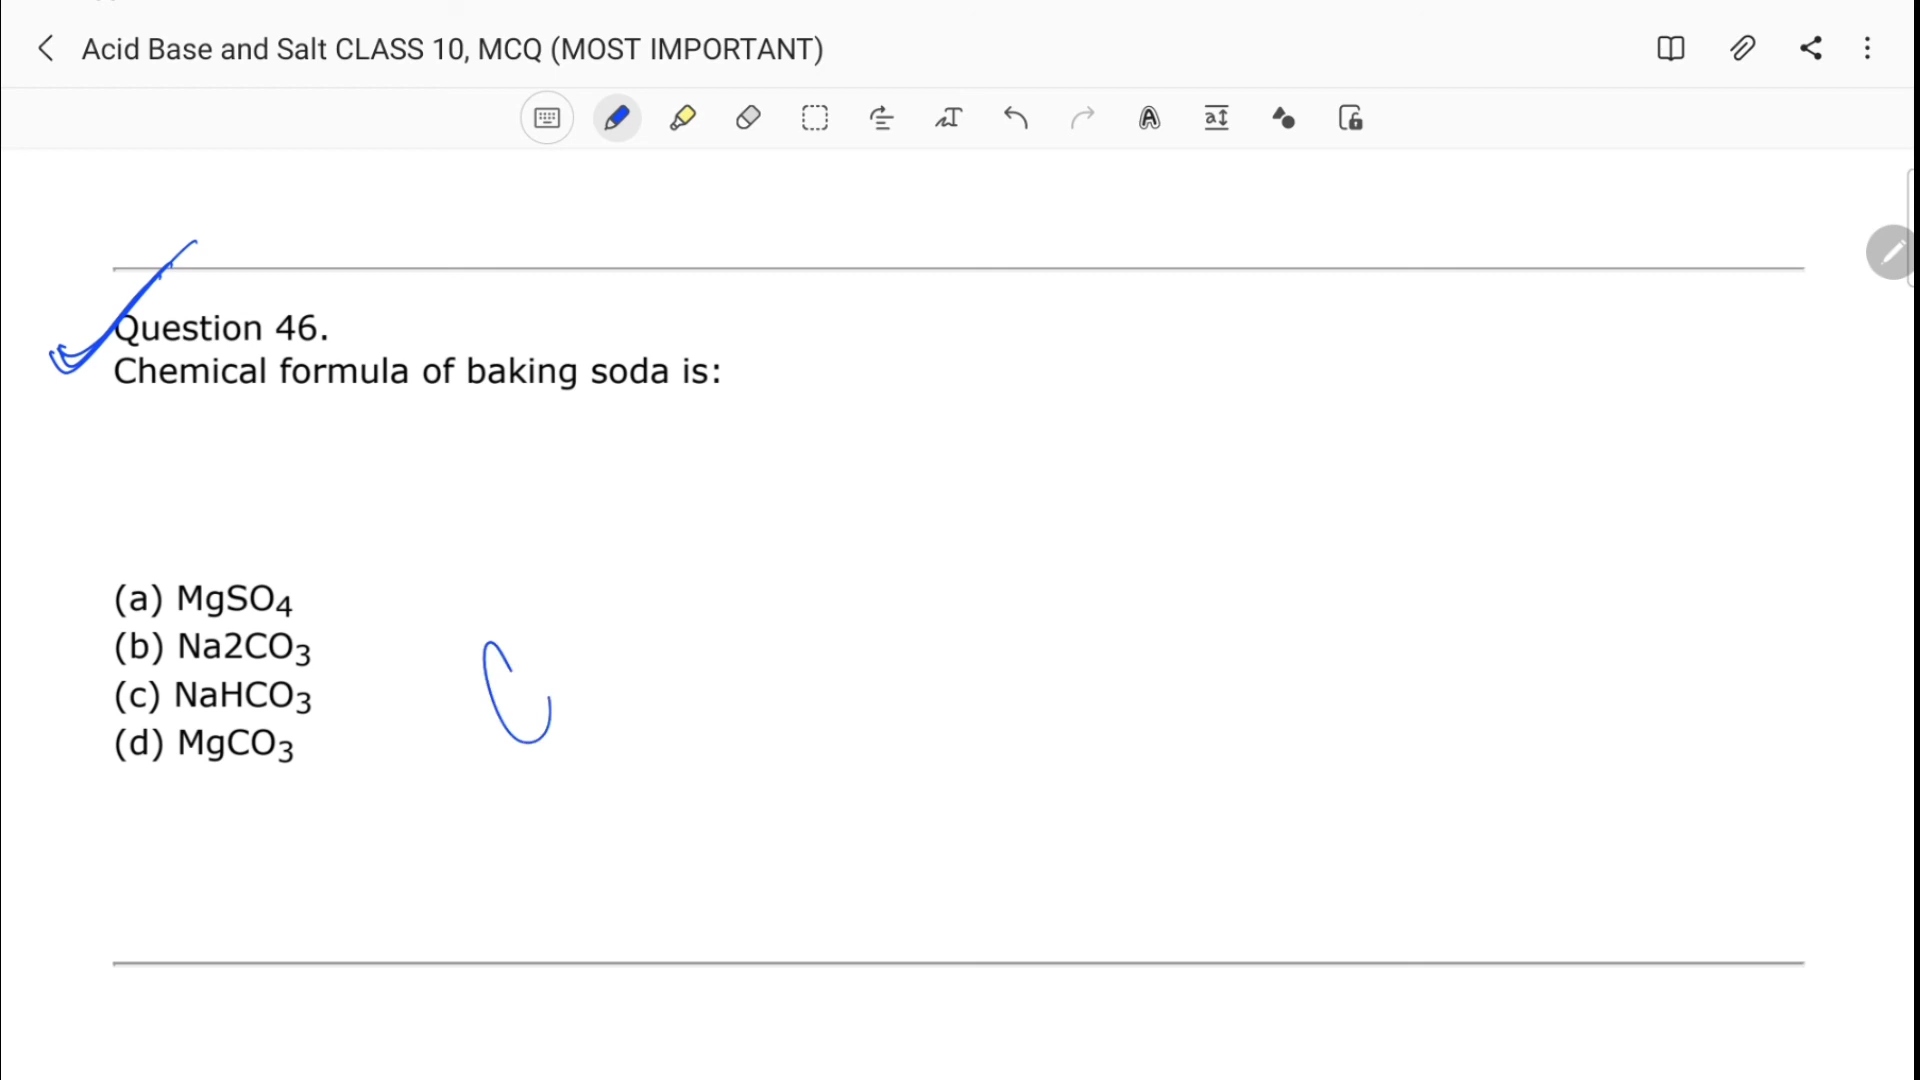 Acid Base and Salt CLASS 10, MCQ (MOST IMPORTANT)
Question 46.
Chemical formula of baking soda is:
(a) MgSO₄
(b) Na2CO₃
(c) NaHCO₃
(d) MgCO₃
C